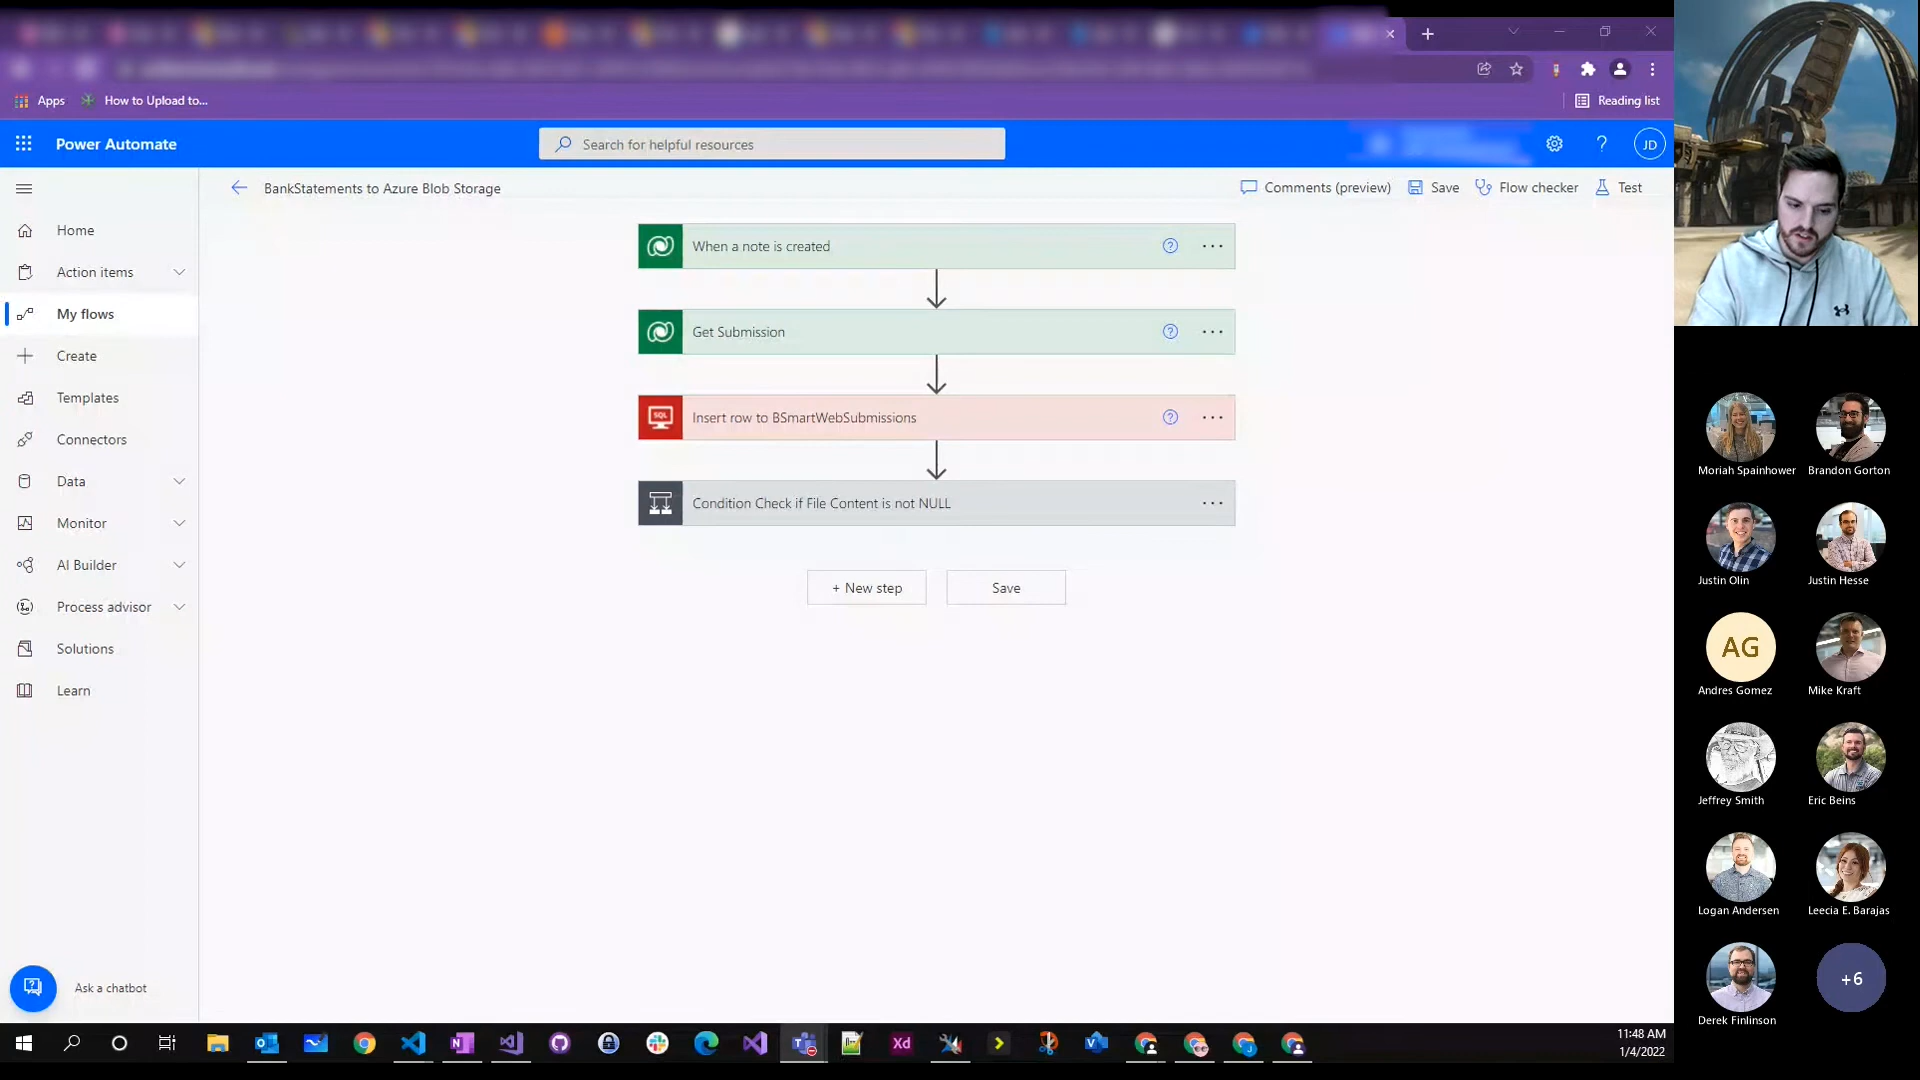 Apps
How to Upload to...
Reading list
Power Automate
Search for helpful resources
JD
BankStatements to Azure Blob Storage
Comments (preview)
Save
Flow checker
Test
Home
Action items
My flows
Create
Templates
Connectors
Data
Monitor
AI Builder
Process advisor
Solutions
Learn
Ask a chatbot
When a note is created
Get Submission
SQL
Insert row to BSmartWebSubmissions
Condition Check if File Content is not NULL
+ New step
Save
Moriah Spainhower
Brandon Gorton
Justin Olin
Justin Hesse
AG
Andres Gomez
Mike Kraft
Jeffrey Smith
Eric Beins
Logan Andersen
Leecia E. Barajas
Derek Finlinson
+6
Xd
11:48 AM
1/4/2022